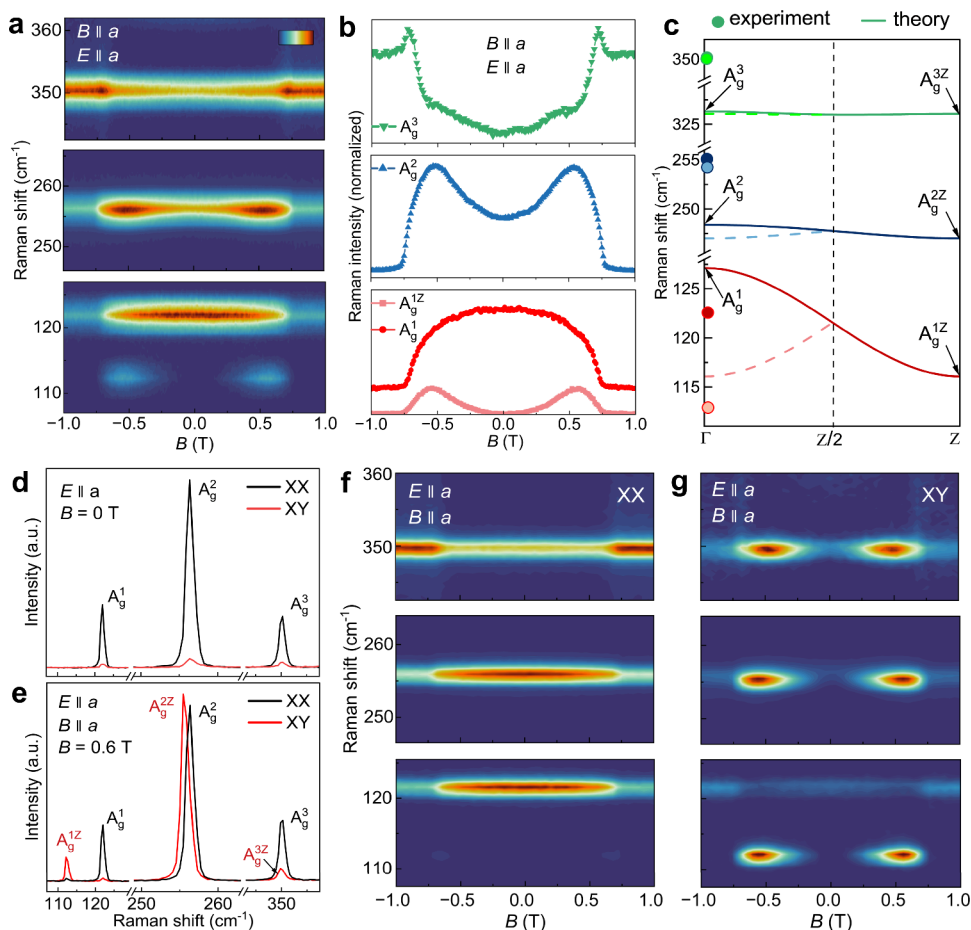 a
B ∥ a
E ∥ a
362
350
260
250
120
110
Raman shift (cm⁻¹)
−1.0 −0.5 0.0 0.5 1.0
B (T)
b
B ∥ a
E ∥ a
A_g^3
A_g^2
A_g^{1Z}
A_g^1
Raman intensity (normalized)
−1.0 −0.5 0.0 0.5 1.0
B (T)
c
experiment
theory
350
325
255
250
125
120
115
Raman shift (cm⁻¹)
A_g^3
A_g^{3Z}
A_g^2
A_g^{2Z}
A_g^1
A_g^{1Z}
Γ Z/2 Z
d
E ∥ a
B = 0 T
XX
XY
A_g^1
A_g^2
A_g^3
Intensity (a.u.)
e
E ∥ a
B ∥ a
B = 0.6 T
XX
XY
A_g^{1Z}
A_g^1
A_g^{2Z}
A_g^2
A_g^3
A_g^{3Z}
Intensity (a.u.)
110 120 250 260 350
Raman shift (cm⁻¹)
f
E ∥ a
B ∥ a
XX
360
350
260
250
120
110
Raman shift (cm⁻¹)
−1.0 −0.5 0.0 0.5 1.0
B (T)
g
E ∥ a
B ∥ a
XY
−1.0 −0.5 0.0 0.5 1.0
B (T)